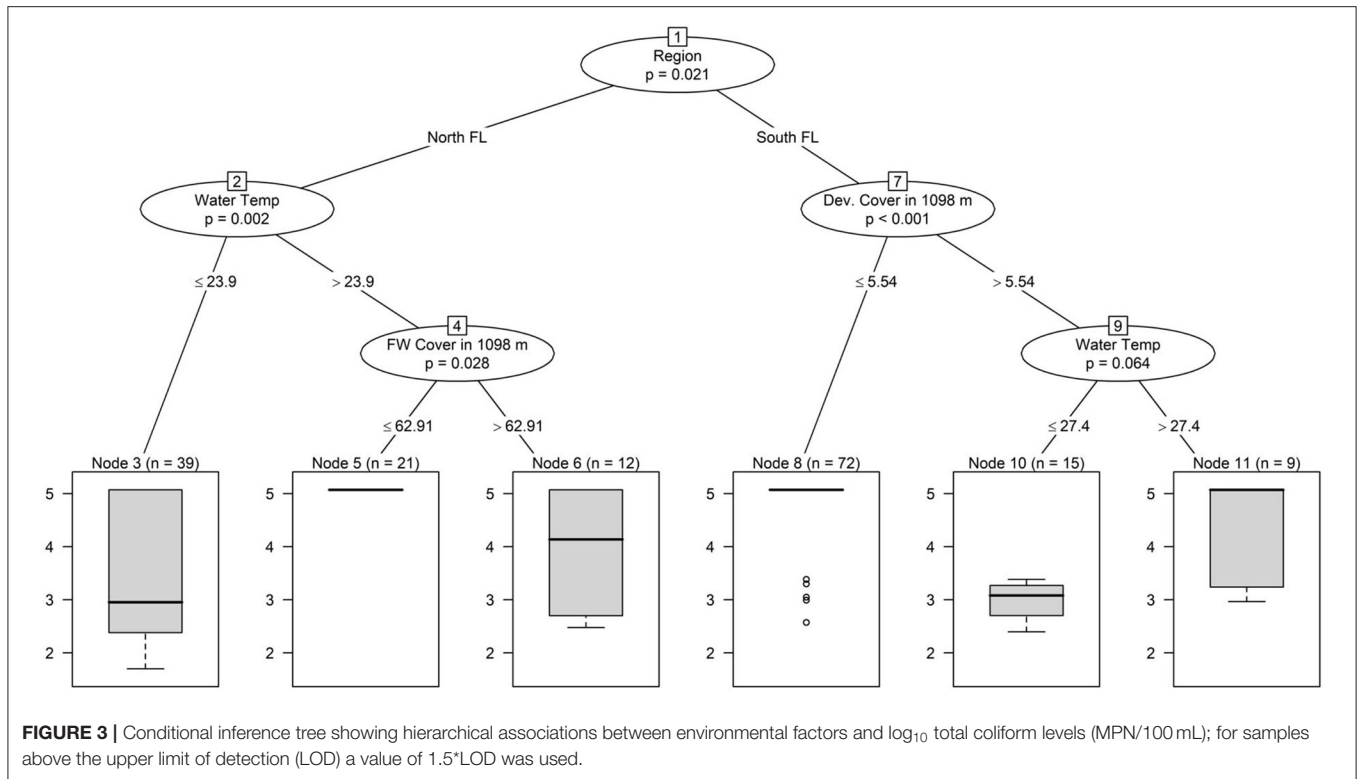 1
Region
p = 0.021
North FL
South FL
2
Water Temp
p = 0.002
7
Dev. Cover in 1098 m
p < 0.001
≤ 23.9
> 23.9
≤ 5.54
> 5.54
4
FW Cover in 1098 m
p = 0.028
9
Water Temp
p = 0.064
≤ 62.91
> 62.91
≤ 27.4
> 27.4
Node 3 (n = 39)
5
4
3
2
Node 5 (n = 21)
5
4
3
2
Node 6 (n = 12)
5
4
3
2
Node 8 (n = 72)
5
4
3
2
Node 10 (n = 15)
5
4
3
2
Node 11 (n = 9)
5
4
3
2
FIGURE 3 | Conditional inference tree showing hierarchical associations between environmental factors and log₁₀ total coliform levels (MPN/100 mL); for samples
above the upper limit of detection (LOD) a value of 1.5*LOD was used.